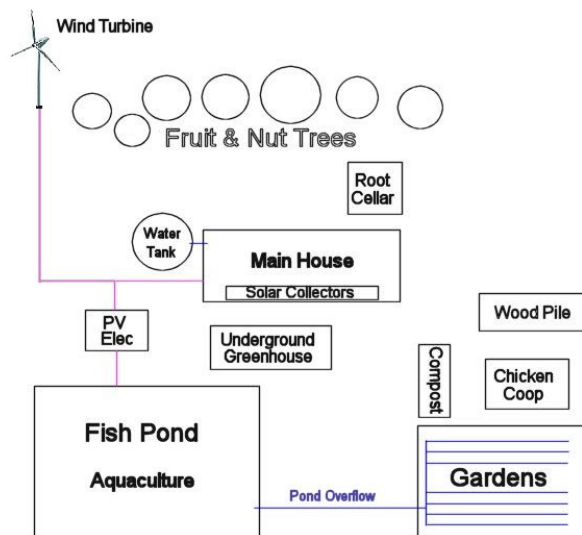 Wind Turbine
Fruit & Nut Trees
Root
Cellar
Water
Tank
Main House
Solar Collectors
PV
Elec
Underground
Greenhouse
Wood Pile
Compost
Chicken
Coop
Fish Pond
Aquaculture
Pond Overflow
Gardens